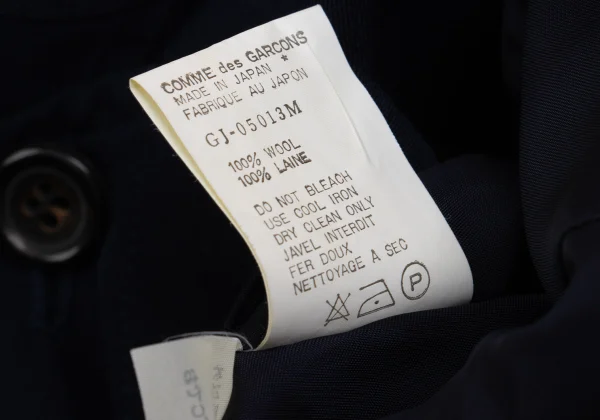 COMME des GARCONS
MADE IN JAPAN *
FABRIQUE AU JAPON
GJ-05013M
100% WOOL
100% LAINE
DO NOT BLEACH
USE COOL IRON
DRY CLEAN ONLY
JAVEL INTERDIT
FER DOUX
NETTOYAGE A SEC
P